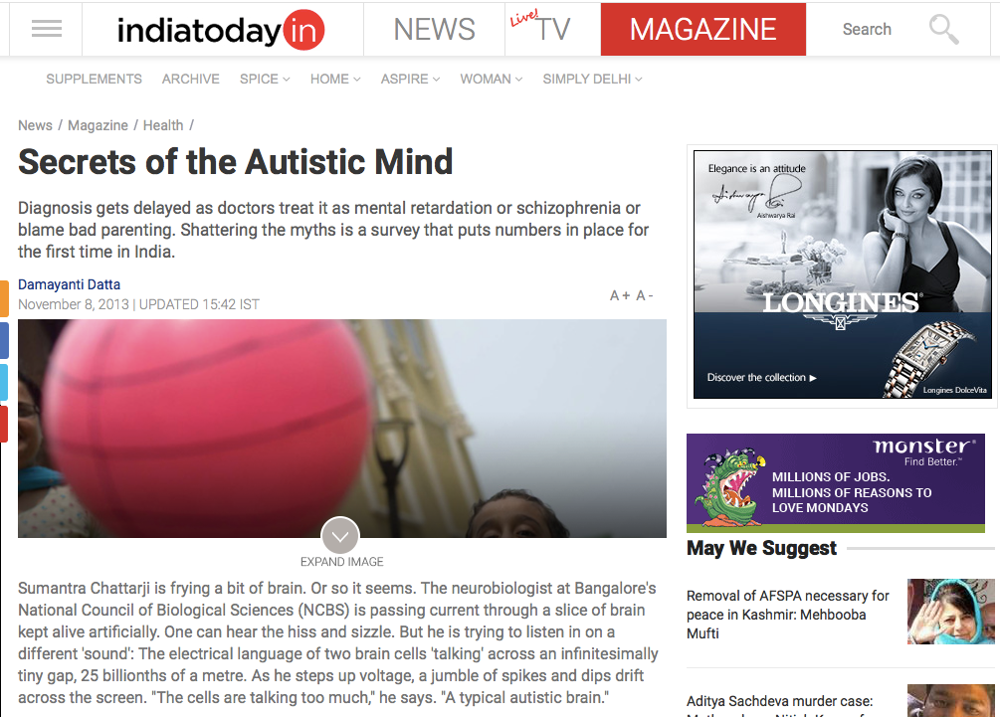 indiatoday in
NEWS
Live! TV
MAGAZINE
Search
SUPPLEMENTS ARCHIVE SPICE HOME ASPIRE WOMAN SIMPLY DELHI
News / Magazine / Health /
Secrets of the Autistic Mind
Diagnosis gets delayed as doctors treat it as mental retardation or schizophrenia or
blame bad parenting. Shattering the myths is a survey that puts numbers in place for
the first time in India.
Damayanti Datta
November 8, 2013 | UPDATED 15:42 IST
A + A -
EXPAND IMAGE
Sumantra Chattarji is frying a bit of brain. Or so it seems. The neurobiologist at Bangalore's
National Council of Biological Sciences (NCBS) is passing current through a slice of brain
kept alive artificially. One can hear the hiss and sizzle. But he is trying to listen in on a
different 'sound': The electrical language of two brain cells 'talking' across an infinitesimally
tiny gap, 25 billionths of a metre. As he steps up voltage, a jumble of spikes and dips drift
across the screen. "The cells are talking too much," he says. "A typical autistic brain."
Elegance is an attitude
Aishwarya Rai
Aishwarya Rai
LONGINES®
Discover the collection ▶
Longines DolceVita
monster®
Find Better.™
MILLIONS OF JOBS.
MILLIONS OF REASONS TO
LOVE MONDAYS
May We Suggest
Removal of AFSPA necessary for
peace in Kashmir: Mehbooba
Mufti
Aditya Sachdeva murder case: